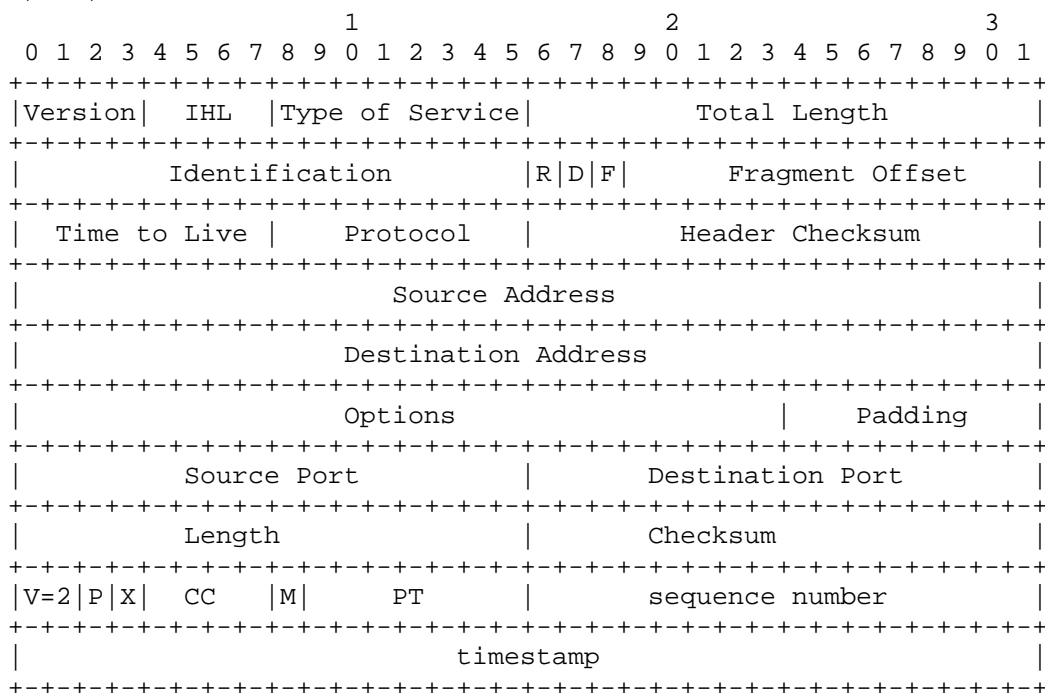 1                   2                   3
 0 1 2 3 4 5 6 7 8 9 0 1 2 3 4 5 6 7 8 9 0 1 2 3 4 5 6 7 8 9 0 1
+-+-+-+-+-+-+-+-+-+-+-+-+-+-+-+-+-+-+-+-+-+-+-+-+-+-+-+-+-+-+-+-+
|Version|  IHL  |Type of Service|          Total Length         |
+-+-+-+-+-+-+-+-+-+-+-+-+-+-+-+-+-+-+-+-+-+-+-+-+-+-+-+-+-+-+-+-+
|         Identification        |R|D|F|      Fragment Offset    |
+-+-+-+-+-+-+-+-+-+-+-+-+-+-+-+-+-+-+-+-+-+-+-+-+-+-+-+-+-+-+-+-+
|  Time to Live |    Protocol   |         Header Checksum       |
+-+-+-+-+-+-+-+-+-+-+-+-+-+-+-+-+-+-+-+-+-+-+-+-+-+-+-+-+-+-+-+-+
|                       Source Address                          |
+-+-+-+-+-+-+-+-+-+-+-+-+-+-+-+-+-+-+-+-+-+-+-+-+-+-+-+-+-+-+-+-+
|                    Destination Address                        |
+-+-+-+-+-+-+-+-+-+-+-+-+-+-+-+-+-+-+-+-+-+-+-+-+-+-+-+-+-+-+-+-+
|                    Options                    |    Padding    |
+-+-+-+-+-+-+-+-+-+-+-+-+-+-+-+-+-+-+-+-+-+-+-+-+-+-+-+-+-+-+-+-+
|          Source Port          |       Destination Port        |
+-+-+-+-+-+-+-+-+-+-+-+-+-+-+-+-+-+-+-+-+-+-+-+-+-+-+-+-+-+-+-+-+
|          Length               |       Checksum                |
+-+-+-+-+-+-+-+-+-+-+-+-+-+-+-+-+-+-+-+-+-+-+-+-+-+-+-+-+-+-+-+-+
|V=2|P|X|  CC   |M|     PT      |       sequence number         |
+-+-+-+-+-+-+-+-+-+-+-+-+-+-+-+-+-+-+-+-+-+-+-+-+-+-+-+-+-+-+-+-+
|                           timestamp                           |
+-+-+-+-+-+-+-+-+-+-+-+-+-+-+-+-+-+-+-+-+-+-+-+-+-+-+-+-+-+-+-+-+